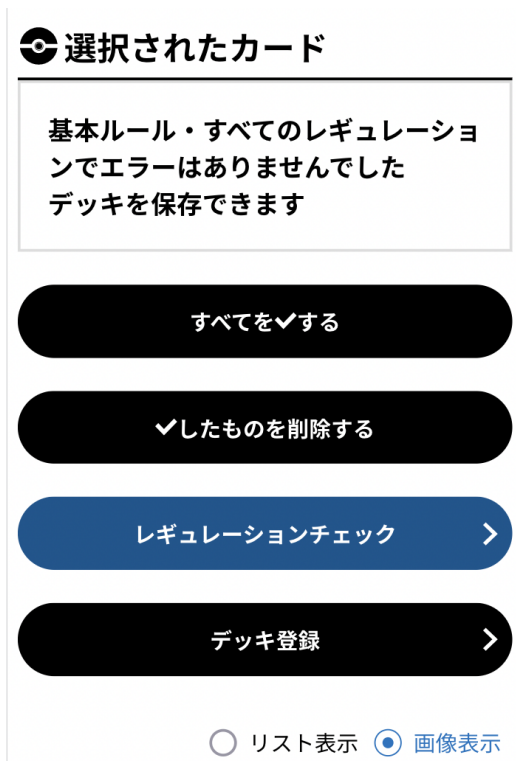 選択されたカード
基本ルール・すべてのレギュレーショ
ンでエラーはありませんでした
デッキを保存できます
すべてを✔する
✔したものを削除する
レギュレーションチェック
デッキ登録
リスト表示 画像表示